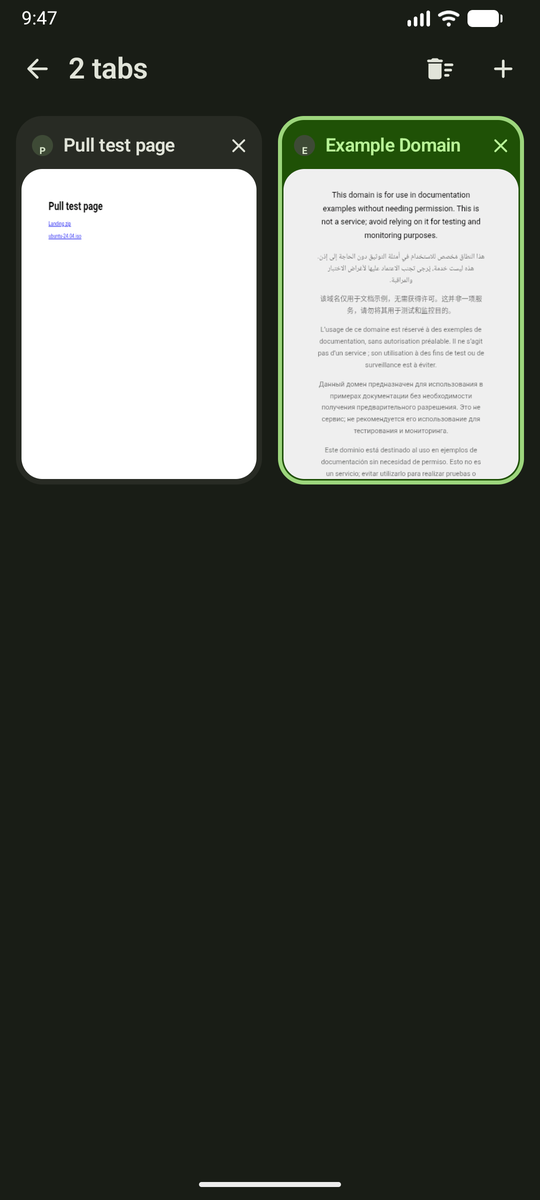 9:47
2 tabs
P
Pull test page
E
Example Domain
Pull test page
Landing.zip
ubuntu-24.04.iso
This domain is for use in documentation
examples without needing permission. This is
not a service; avoid relying on it for testing and
monitoring purposes.
هذا النطاق مخصص للاستخدام في أمثلة التوثيق دون الحاجة إلى إذن.
هذه ليست خدمة، يُرجى تجنب الاعتماد عليها لأغراض الاختبار
والمراقبة.
该域名仅用于文档示例，无需获得许可。这并非一项服
务，请勿将其用于测试和监控目的。
L'usage de ce domaine est réservé à des exemples de
documentation, sans autorisation préalable. Il ne s'agit
pas d'un service ; son utilisation à des fins de test ou de
surveillance est à éviter.
Данный домен предназначен для использования в
примерах документации без необходимости
получения предварительного разрешения. Это не
сервис; не рекомендуется его использование для
тестирования и мониторинга.
Este dominio está destinado al uso en ejemplos de
documentación sin necesidad de permiso. Esto no es
un servicio; evitar utilizarlo para realizar pruebas o